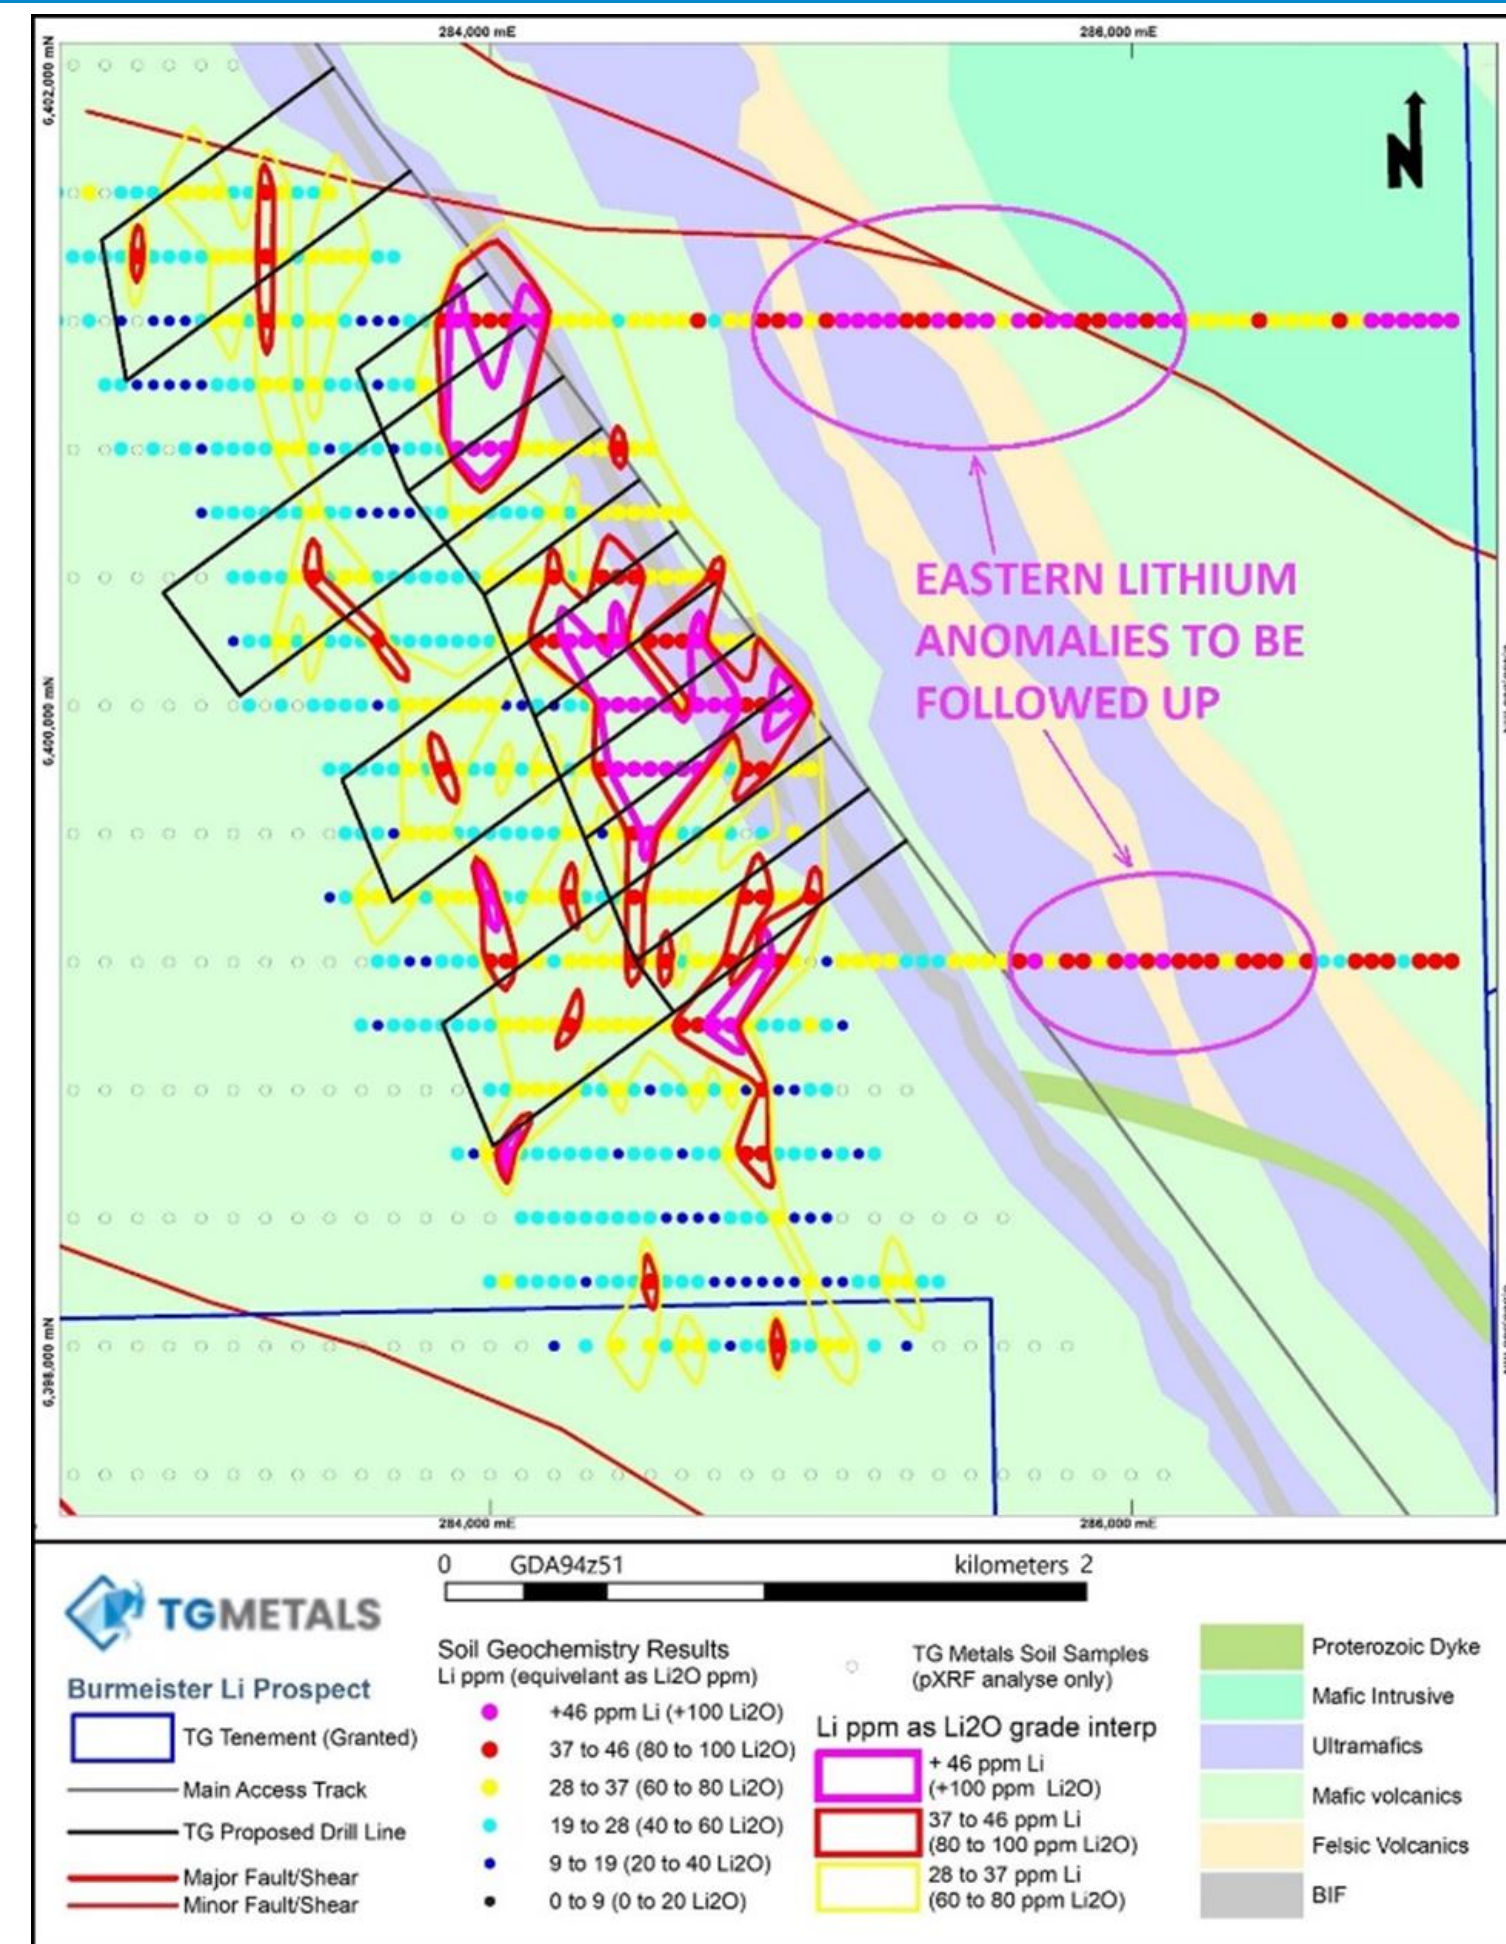 284,000 mE
286,000 mE
6,402,000 mN
N
EASTERN LITHIUM
ANOMALIES TO BE
FOLLOWED UP
6,400,000 mN
6,398,000 mN
284,000 mE
286,000 mE
0 GDA94z51 kilometers 2
TGMETALS
Burmeister Li Prospect
TG Tenement (Granted)
Main Access Track
TG Proposed Drill Line
Major Fault/Shear
Minor Fault/Shear
Soil Geochemistry Results
Li ppm (equivelant as Li2O ppm)
+46 ppm Li (+100 Li2O)
37 to 46 (80 to 100 Li2O)
28 to 37 (60 to 80 Li2O)
19 to 28 (40 to 60 Li2O)
9 to 19 (20 to 40 Li2O)
0 to 9 (0 to 20 Li2O)
TG Metals Soil Samples
(pXRF analyse only)
Li ppm as Li2O grade interp
+ 46 ppm Li
(+100 ppm Li2O)
37 to 46 ppm Li
(80 to 100 ppm Li2O)
28 to 37 ppm Li
(60 to 80 ppm Li2O)
Proterozoic Dyke
Mafic Intrusive
Ultramafics
Mafic volcanics
Felsic Volcanics
BIF